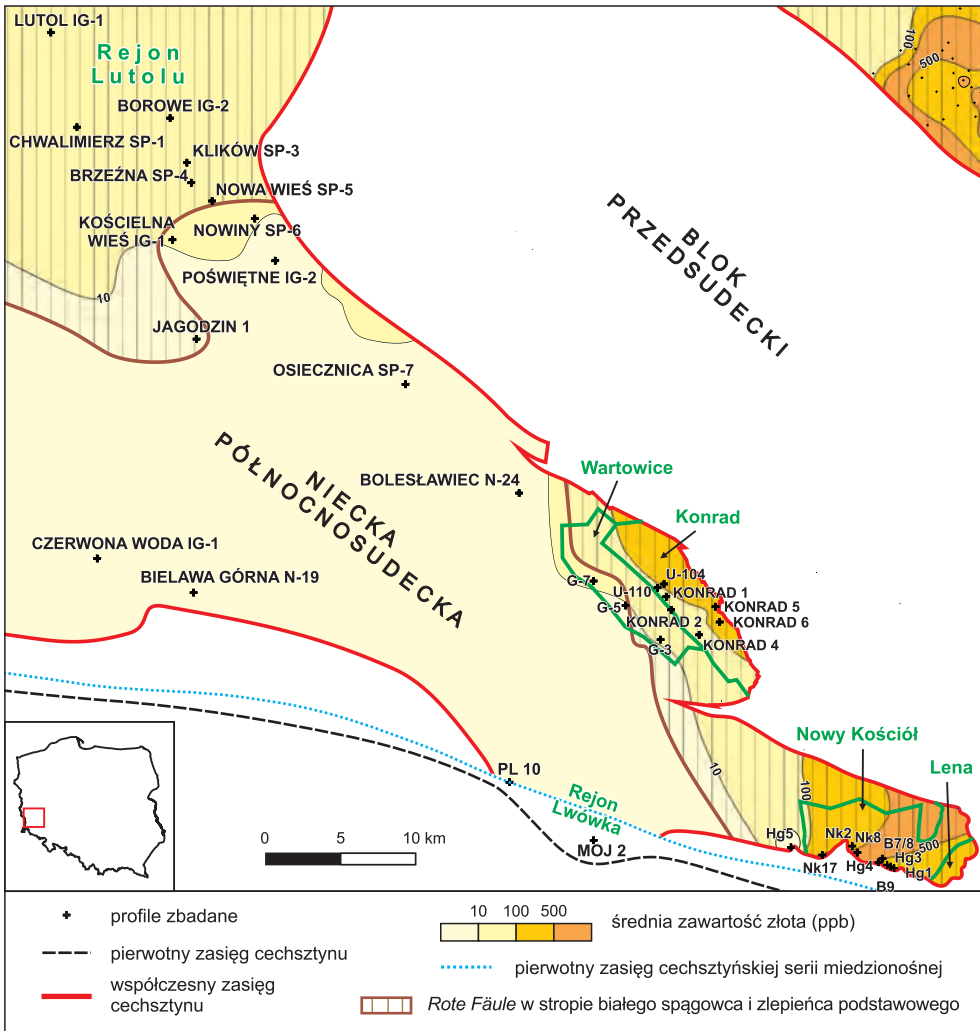 LUTOL IG-1
Rejon
Lutolu
BOROWE IG-2
CHWALIMIERZ SP-1
KLIKÓW SP-3
BRZEŹNA SP-4
NOWA WIEŚ SP-5
KOŚCIELNA
WIEŚ IG-1
NOWINY SP-6
POŚWIĘTNE IG-2
10
JAGODZIN 1
OSIECZNICA SP-7
100
500
BLOK
PRZEDSUDECKI
NIECKA
PÓŁNOCNOSUDECKA
BOLESŁAWIEC N-24
CZERWONA WODA IG-1
BIELAWA GÓRNA N-19
Wartowice
Konrad
G-7
U-104
U-110
KONRAD 1
G-5
KONRAD 5
KONRAD 2
KONRAD 6
G-3
KONRAD 4
Nowy Kościół
Lena
10
100
PL 10
Rejon
Lwówka
MOJ 2
Hg5
Nk17
Nk2
Nk8
Hg4
B7/8
500
Hg3
Hg1
B9
0 5 10 km
profile zbadane
pierwotny zasięg cechsztynu
współczesny zasięg
cechsztynu
10 100 500
średnia zawartość złota (ppb)
pierwotny zasięg cechsztyńskiej serii miedzionośnej
Rote Fäule w stropie białego spągowca i zlepieńca podstawowego